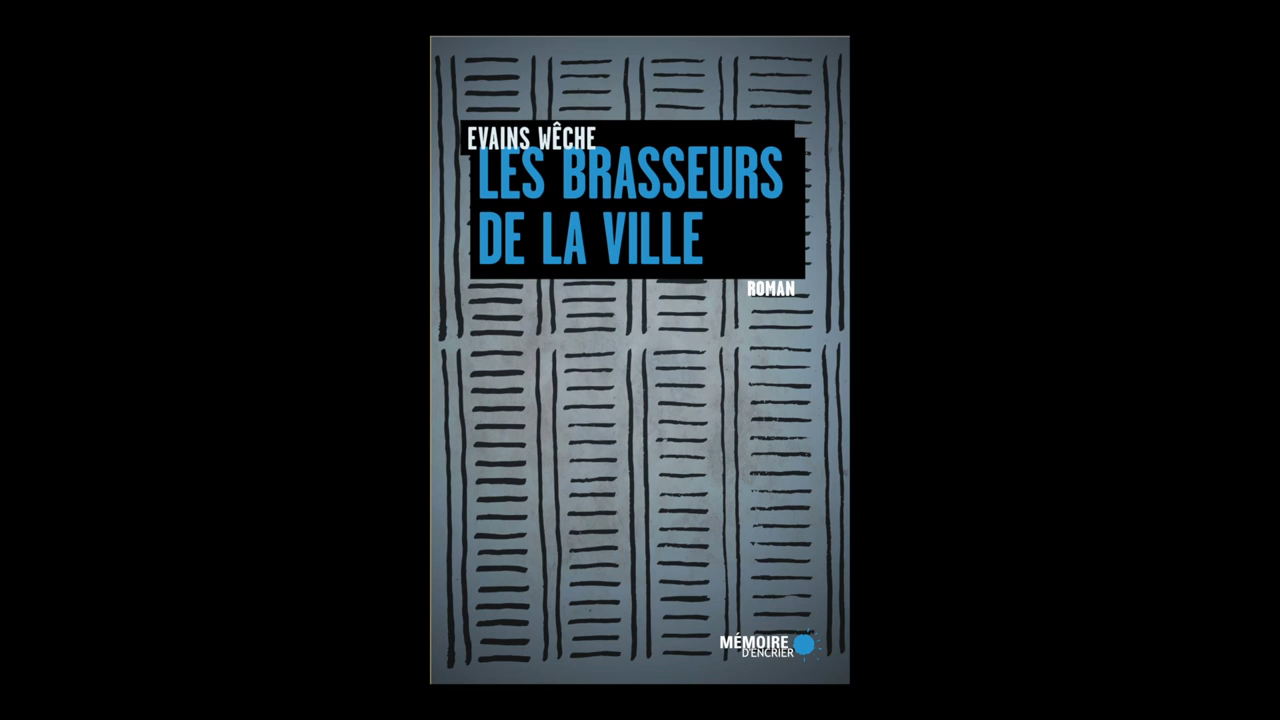 EVAINS WÊCHE
LES BRASSEURS
DE LA VILLE
ROMAN
MÉMOIRE
D'ENCRIER